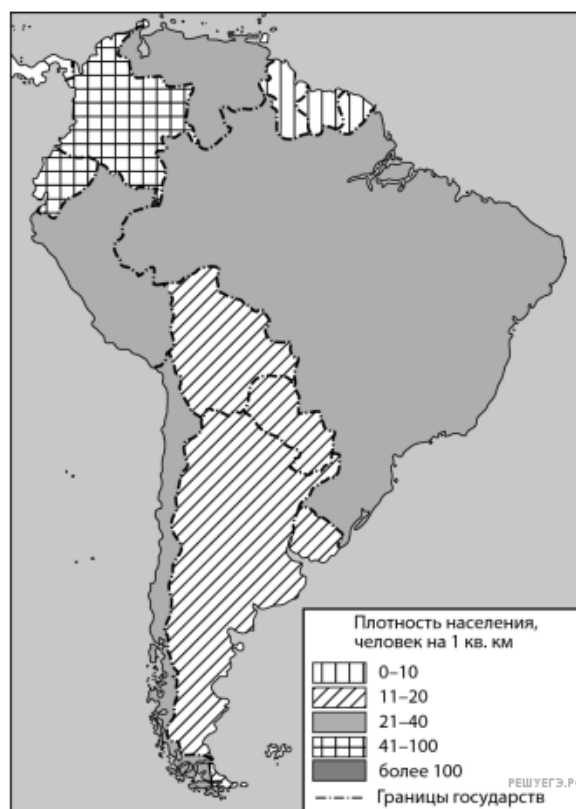 Плотность населения,
человек на 1 кв. км
0–10
11–20
21–40
41–100
более 100
Границы государств
РЕШУЕГЭ.РФ